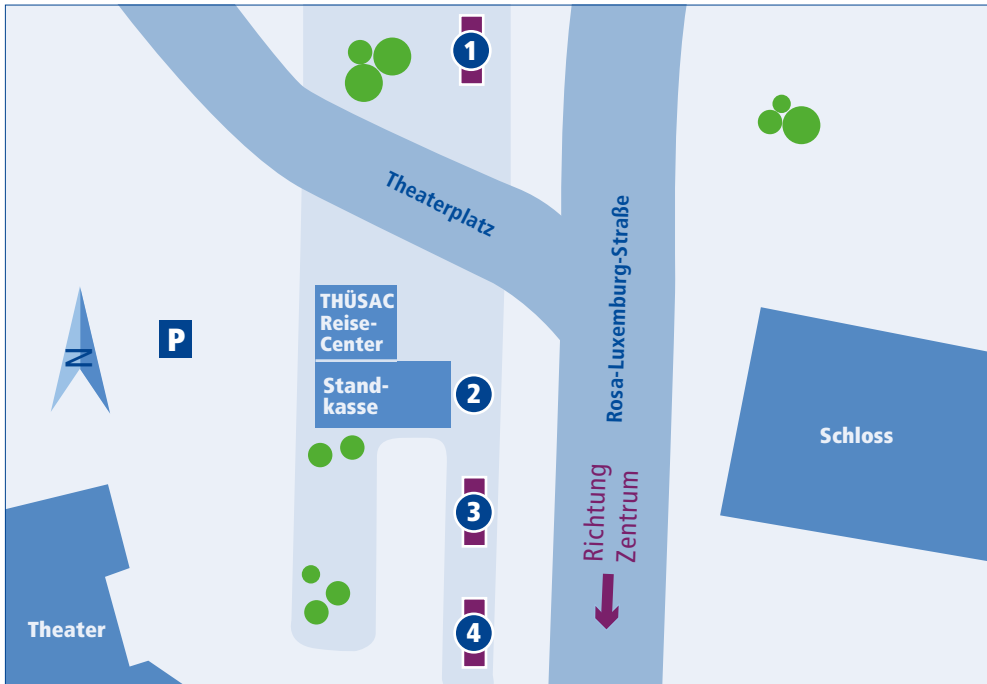 1
Theaterplatz
Rosa-Luxemburg-Straße
THÜSAC
Reise-
Center
N
P
Stand-
kasse
2
Schloss
3
Richtung
Zentrum
Theater
4